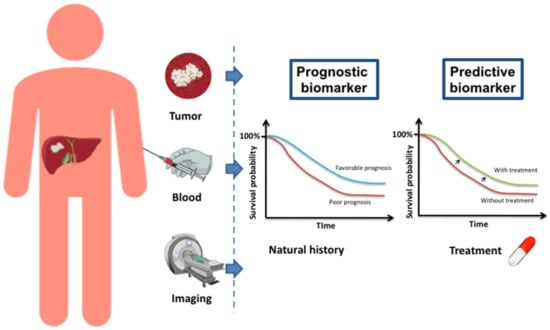 Tumor
Blood
Imaging
Prognostic
biomarker
100%
Survival probability
Favorable prognosis
Poor prognosis
TIme
Natural history
Predictive
biomarker
100%
Survival probability
With treatment
Without treatment
Time
Treatment